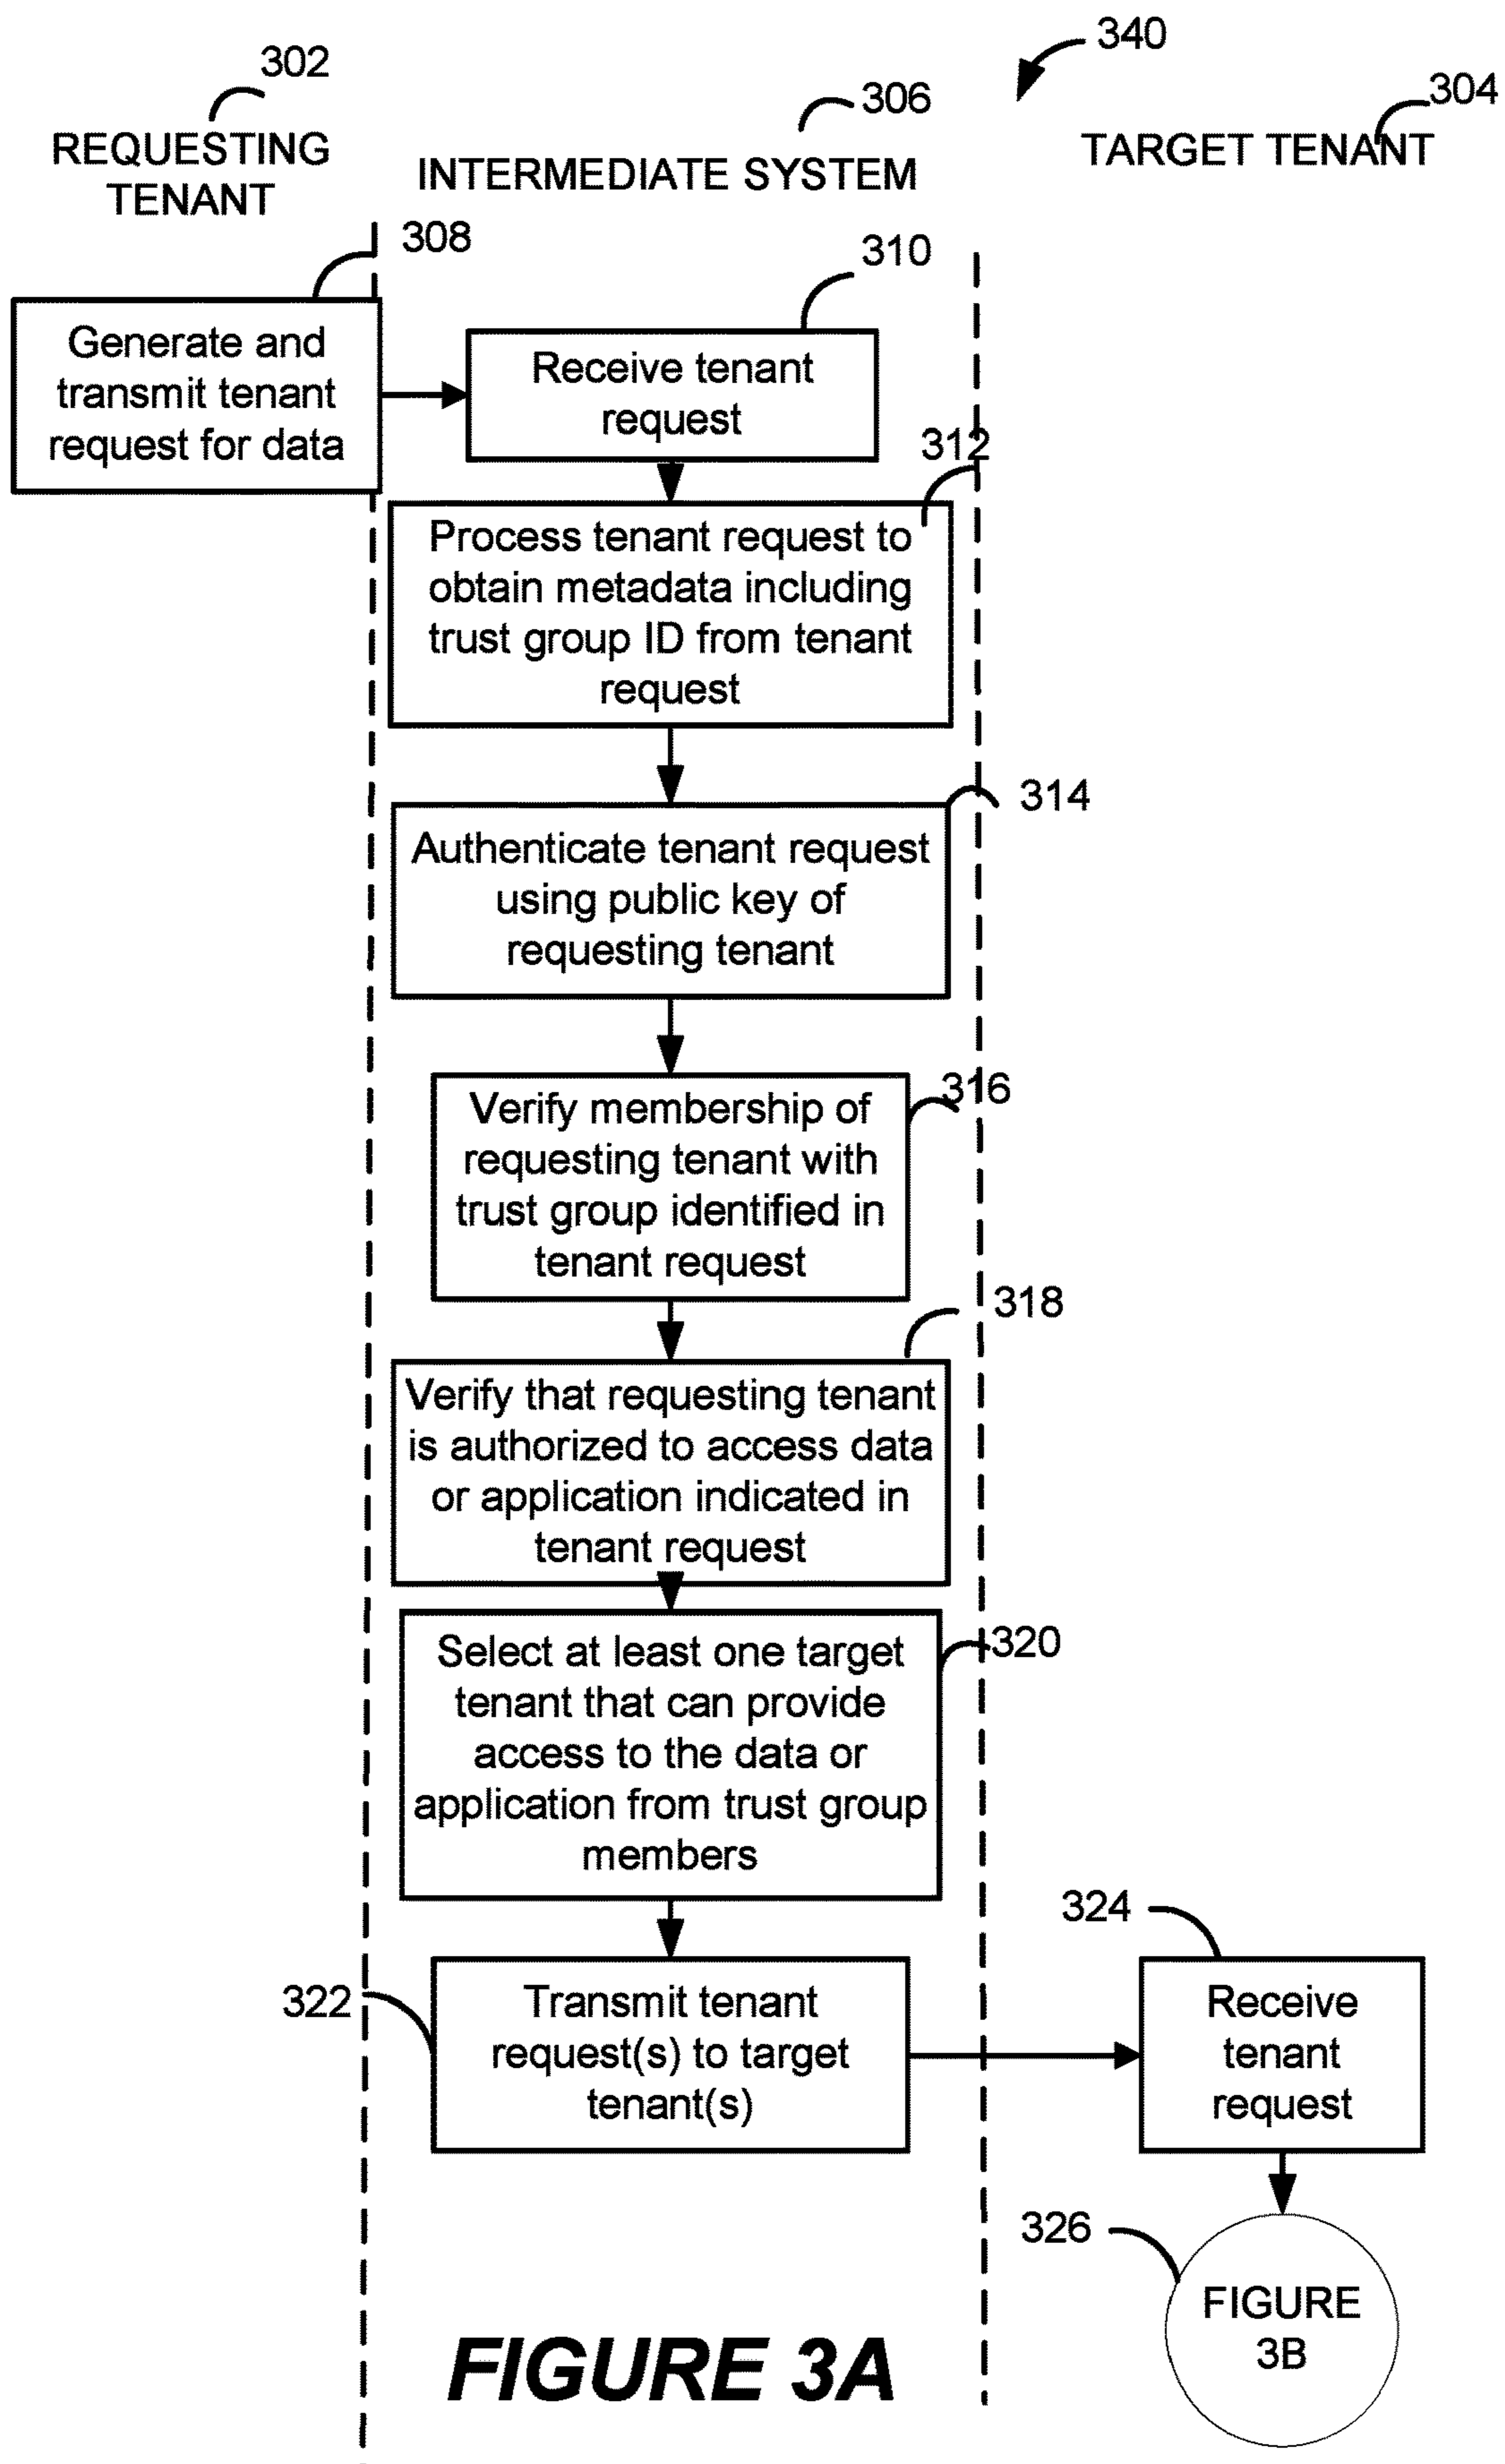 340
302
306
304
REQUESTING
TENANT
INTERMEDIATE SYSTEM
TARGET TENANT
308
310
Generate and
transmit tenant
request for data
Receive tenant
request
312
Process tenant request to
obtain metadata including
trust group ID from tenant
request
314
Authenticate tenant request
using public key of
requesting tenant
316
Verify membership of
requesting tenant with
trust group identified in
tenant request
318
Verify that requesting tenant
is authorized to access data
or application indicated in
tenant request
320
Select at least one target
tenant that can provide
access to the data or
application from trust group
members
322
Transmit tenant
request(s) to target
tenant(s)
324
Receive
tenant
request
326
FIGURE
3B
FIGURE 3A